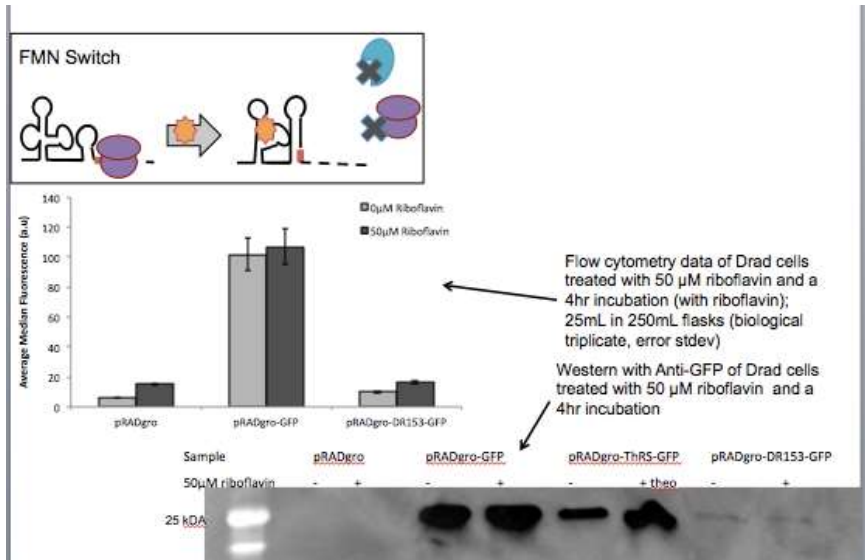 FMN Switch
140
120
100
80
60
40
20
0
Average Median Fluorescence (a.u)
0µM Riboflavin
50µM Riboflavin
pRADgro
pRADgro-GFP
pRADgro-DR153-GFP
Flow cytometry data of Drad cells
treated with 50 µM riboflavin and a
4hr incubation (with riboflavin);
25mL in 250mL flasks (biological
triplicate, error stdev)
Western with Anti-GFP of Drad cells
treated with 50 µM riboflavin and a
4hr incubation
Sample pRADgro pRADgro-GFP pRADgro-ThRS-GFP pRADgro-DR153-GFP
50µM riboflavin - + - + - + theo - +
25 kDA